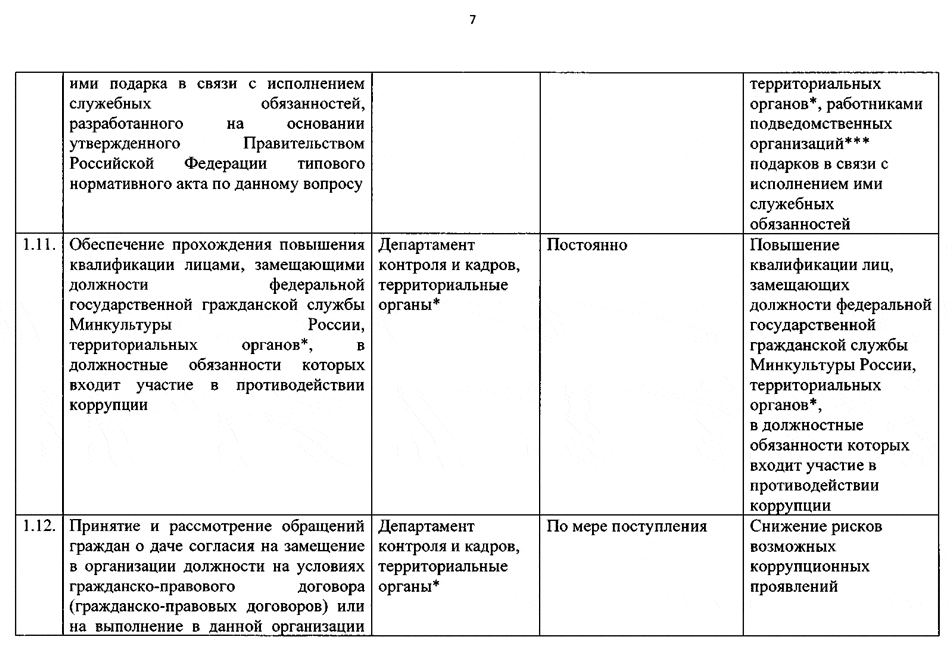 7
ими подарка в связи с исполнением
служебных обязанностей,
разработанного на основании
утвержденного Правительством
Российской Федерации типового
нормативного акта по данному вопросу
территориальных
органов*, работниками
подведомственных
организаций***
подарков в связи с
исполнением ими
служебных
обязанностей
1.11.
Обеспечение прохождения повышения
квалификации лицами, замещающими
должности федеральной
государственной гражданской службы
Минкультуры России,
территориальных органов*, в
должностные обязанности которых
входит участие в противодействии
коррупции
Департамент
контроля и кадров,
территориальные
органы*
Постоянно
Повышение
квалификации лиц,
замещающих
должности федеральной
государственной
гражданской службы
Минкультуры России,
территориальных
органов*,
в должностные
обязанности которых
входит участие в
противодействии
коррупции
1.12.
Принятие и рассмотрение обращений
граждан о даче согласия на замещение
в организации должности на условиях
гражданско-правового договора
(гражданско-правовых договоров) или
на выполнение в данной организации
Департамент
контроля и кадров,
территориальные
органы*
По мере поступления
Снижение рисков
возможных
коррупционных
проявлений